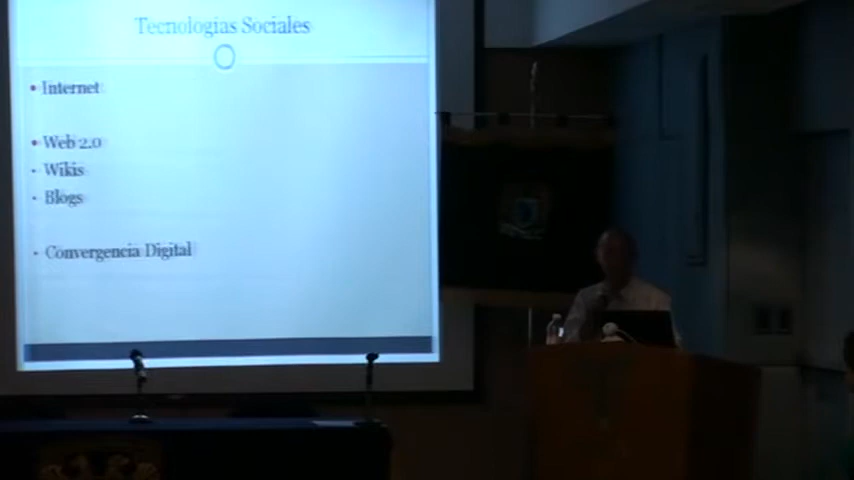 Tecnologias Sociales
• Internet
• Web 2.0
• Wikis
• Blogs
• Convergencia Digital